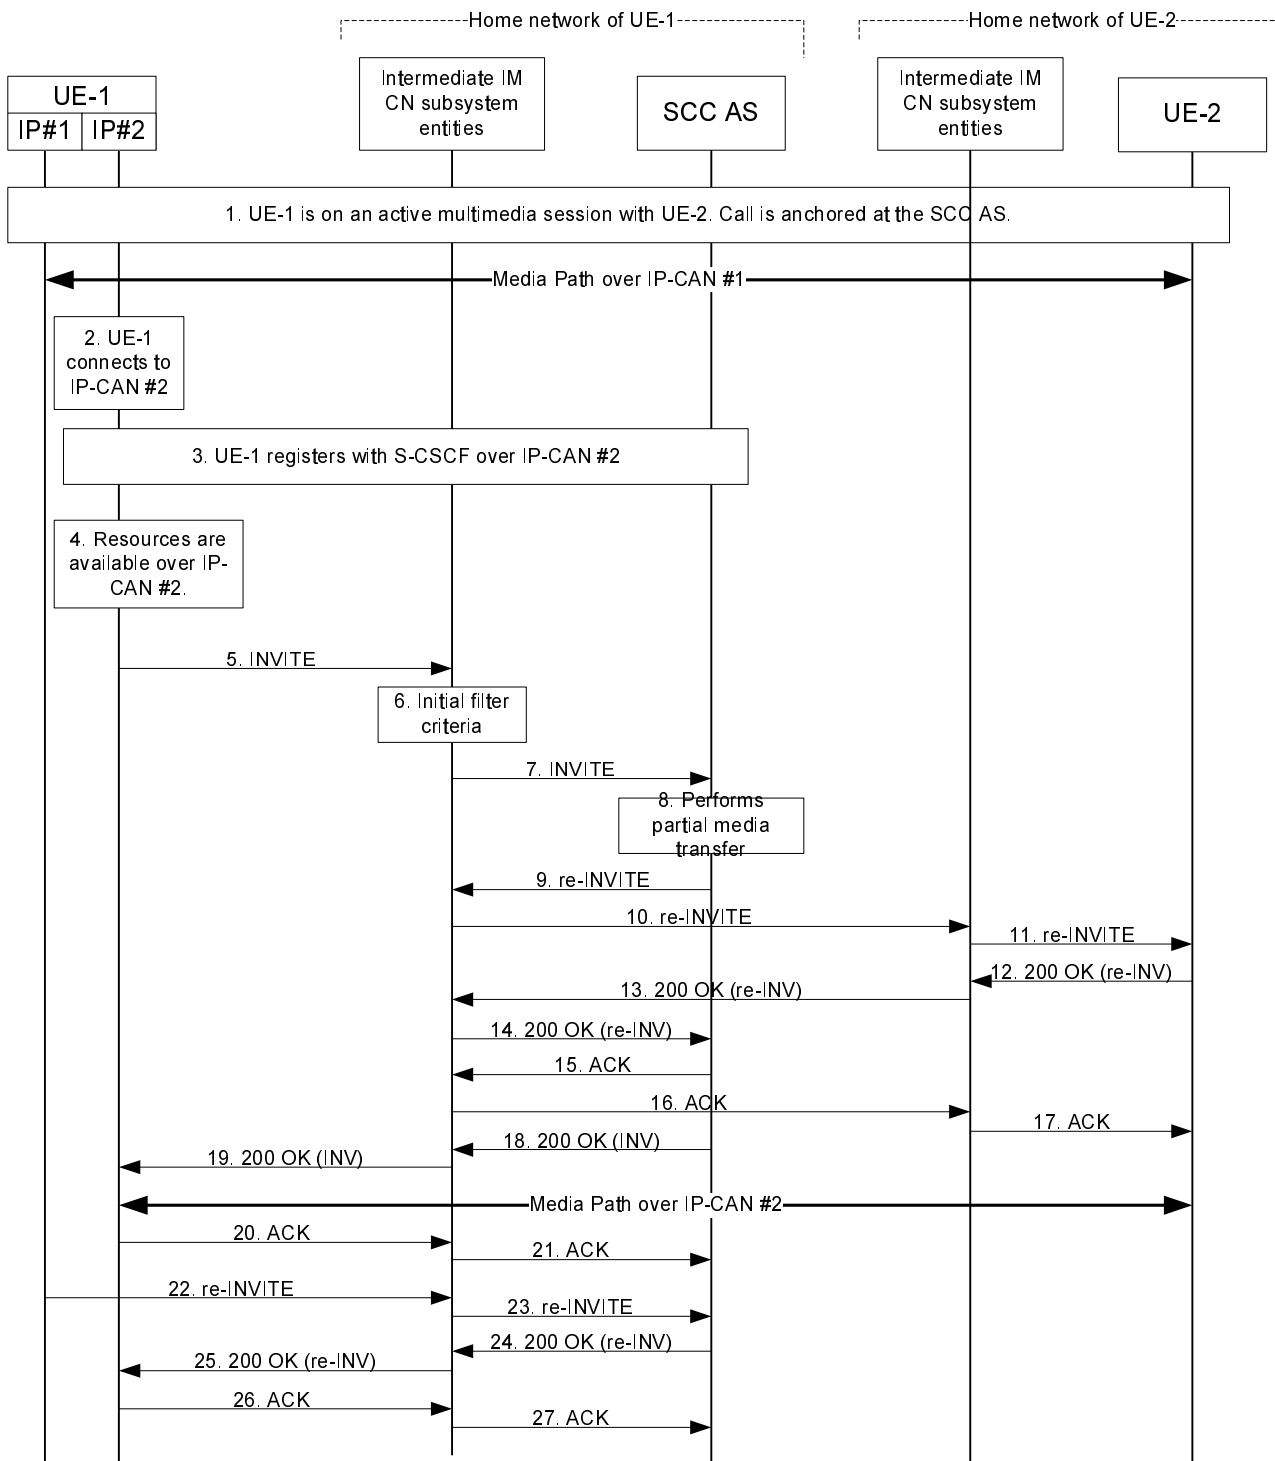 Home network of UE-1
Home network of UE-2
UE-1
IP#1
IP#2
Intermediate IM
CN subsystem
entities
SCC AS
Intermediate IM
CN subsystem
entities
UE-2
1. UE-1 is on an active multimedia session with UE-2. Call is anchored at the SCC AS.
Media Path over IP-CAN #1
2. UE-1
connects to
IP-CAN #2
3. UE-1 registers with S-CSCF over IP-CAN #2
4. Resources are
available over IP-
CAN #2.
5. INVITE
6. Initial filter
criteria
7. INVITE
8. Performs
partial media
transfer
9. re-INVITE
10. re-INVITE
11. re-INVITE
12. 200 OK (re-INV)
13. 200 OK (re-INV)
14. 200 OK (re-INV)
15. ACK
16. ACK
17. ACK
18. 200 OK (INV)
19. 200 OK (INV)
Media Path over IP-CAN #2
20. ACK
21. ACK
22. re-INVITE
23. re-INVITE
24. 200 OK (re-INV)
25. 200 OK (re-INV)
26. ACK
27. ACK